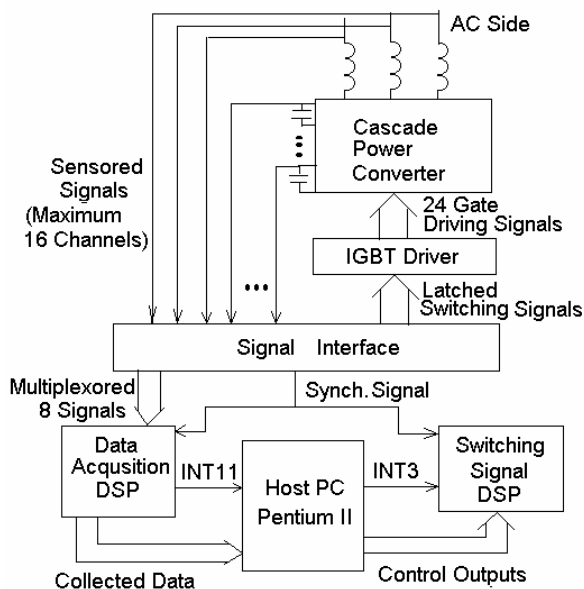 AC Side
Cascade
Power
Converter
Sensored
Signals
(Maximum
16 Channels)
24 Gate
Driving Signals
IGBT Driver
Latched
Switching Signals
Signal Interface
Multiplexored
8 Signals
Synch. Signal
Data
Acqusition
DSP
INT11
Host PC
Pentium II
INT3
Switching
Signal
DSP
Collected Data
Control Outputs